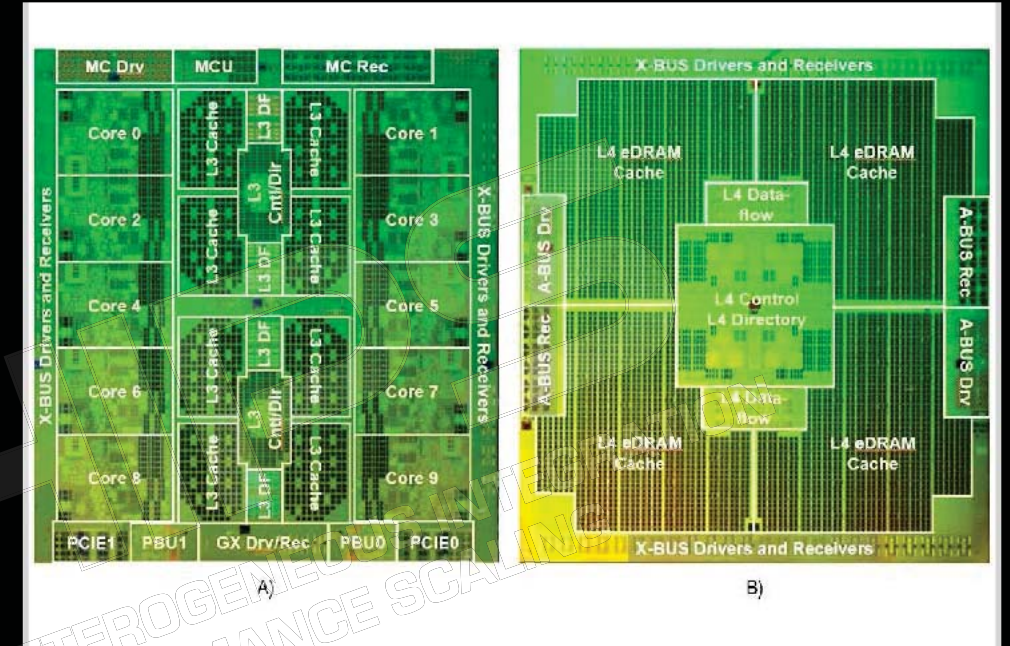 MC Drv
MCU
MC Rec
Core 0
L3 Cache
L3 DF
L3 Cache
Core 1
L3
Cntl/Dir
Core 2
L3 Cache
L3 DF
L3 Cache
Core 3
X-BUS Drivers and Receivers
X-BUS Drivers and Receivers
Core 4
Core 5
L3 Cache
L3 DF
L3 Cache
Core 6
L3
Cntl/Dir
Core 7
Core 8
L3 Cache
L3 DF
L3 Cache
Core 9
PCIE1
PBU1
GX Drv/Rec
PBU0
PCIE0
A)
X-BUS Drivers and Receivers
L4 eDRAM
Cache
L4 eDRAM
Cache
L4 Data-
flow
A-BUS Drv
A-BUS Rec
L4 Control
L4 Directory
A-BUS Rec
A-BUS Drv
L4 Data-
flow
L4 eDRAM
Cache
L4 eDRAM
Cache
X-BUS Drivers and Receivers
B)